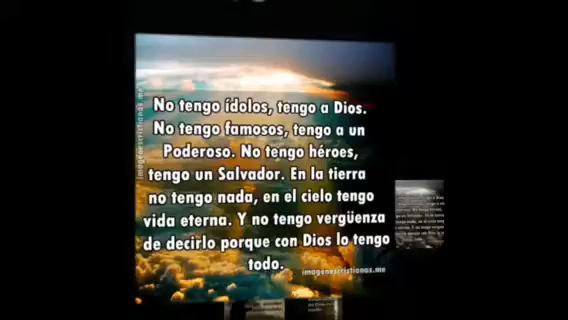 No tengo ídolos, tengo a Dios.
No tengo famosos, tengo a un
Poderoso. No tengo héroes,
tengo un Salvador. En la tierra
no tengo nada, en el cielo tengo
vida eterna. Y no tengo vergüenza
de decirlo porque con Dios lo tengo
todo.
imagenescristianas.me
imagenescristianas.me